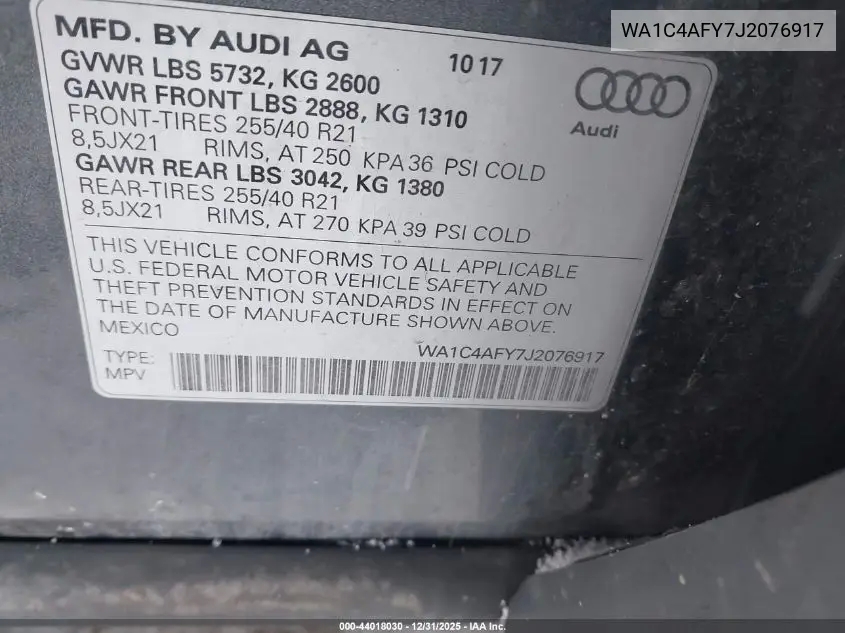 WA1C4AFY7J2076917
MFD. BY AUDI AG 10 17
GVWR LBS 5732, KG 2600
GAWR FRONT LBS 2888, KG 1310
FRONT-TIRES 255/40 R21
8,5JX21 RIMS, AT 250 KPA 36 PSI COLD
GAWR REAR LBS 3042, KG 1380
REAR-TIRES 255/40 R21
8,5JX21 RIMS, AT 270 KPA 39 PSI COLD
Audi
THIS VEHICLE CONFORMS TO ALL APPLICABLE
U.S. FEDERAL MOTOR VEHICLE SAFETY AND
THEFT PREVENTION STANDARDS IN EFFECT ON
THE DATE OF MANUFACTURE SHOWN ABOVE.
MEXICO
WA1C4AFY7J2076917
TYPE:
MPV
000-44018030 - 12/31/2025 - IAA Inc.